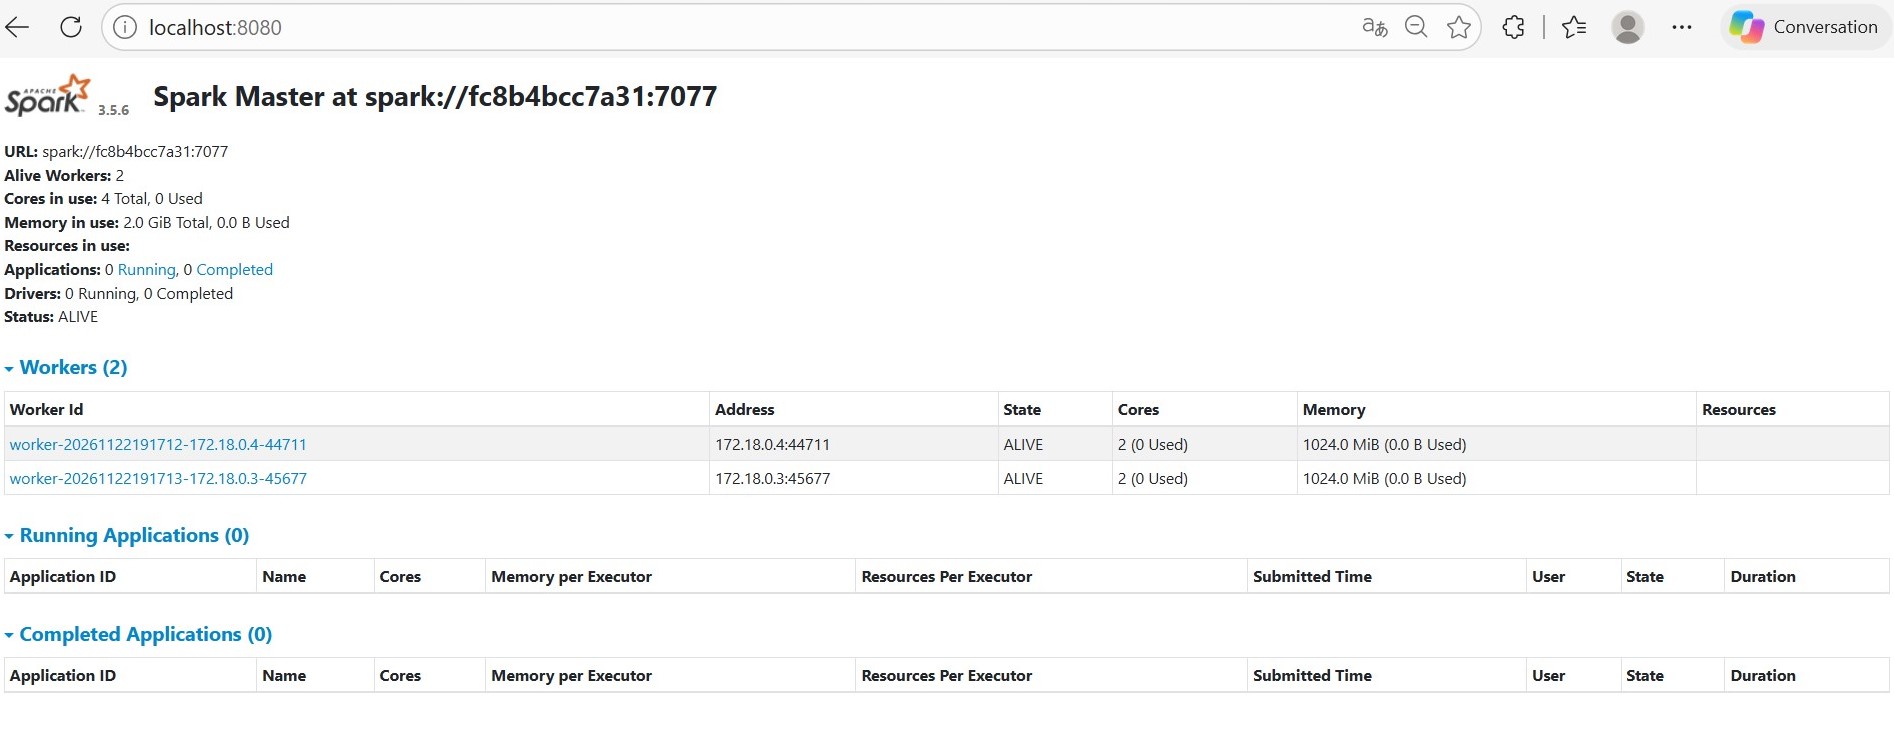 localhost:8080
aあ
Conversation
APACHE
Spark 3.5.6
Spark Master at spark://fc8b4bcc7a31:7077
URL: spark://fc8b4bcc7a31:7077
Alive Workers: 2
Cores in use: 4 Total, 0 Used
Memory in use: 2.0 GiB Total, 0.0 B Used
Resources in use:
Applications: 0 Running, 0 Completed
Drivers: 0 Running, 0 Completed
Status: ALIVE
Workers (2)
Worker Id Address State Cores Memory Resources
worker-20261122191712-172.18.0.4-44711 172.18.0.4:44711 ALIVE 2 (0 Used) 1024.0 MiB (0.0 B Used)
worker-20261122191713-172.18.0.3-45677 172.18.0.3:45677 ALIVE 2 (0 Used) 1024.0 MiB (0.0 B Used)
Running Applications (0)
Application ID Name Cores Memory per Executor Resources Per Executor Submitted Time User State Duration
Completed Applications (0)
Application ID Name Cores Memory per Executor Resources Per Executor Submitted Time User State Duration